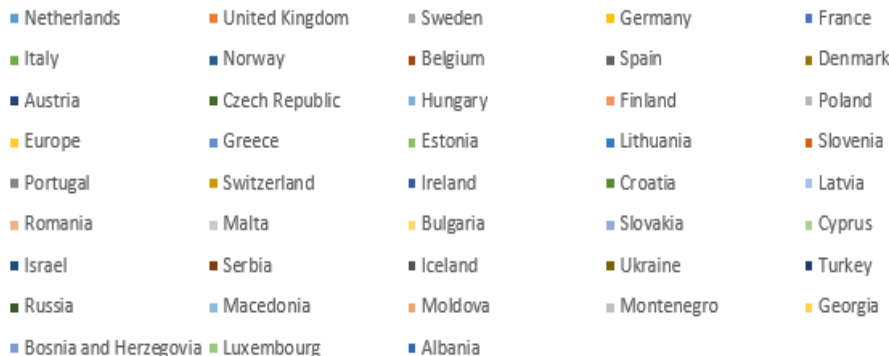 Netherlands United Kingdom Sweden Germany France
Italy Norway Belgium Spain Denmark
Austria Czech Republic Hungary Finland Poland
Europe Greece Estonia Lithuania Slovenia
Portugal Switzerland Ireland Croatia Latvia
Romania Malta Bulgaria Slovakia Cyprus
Israel Serbia Iceland Ukraine Turkey
Russia Macedonia Moldova Montenegro Georgia
Bosnia and Herzegovia Luxembourg Albania